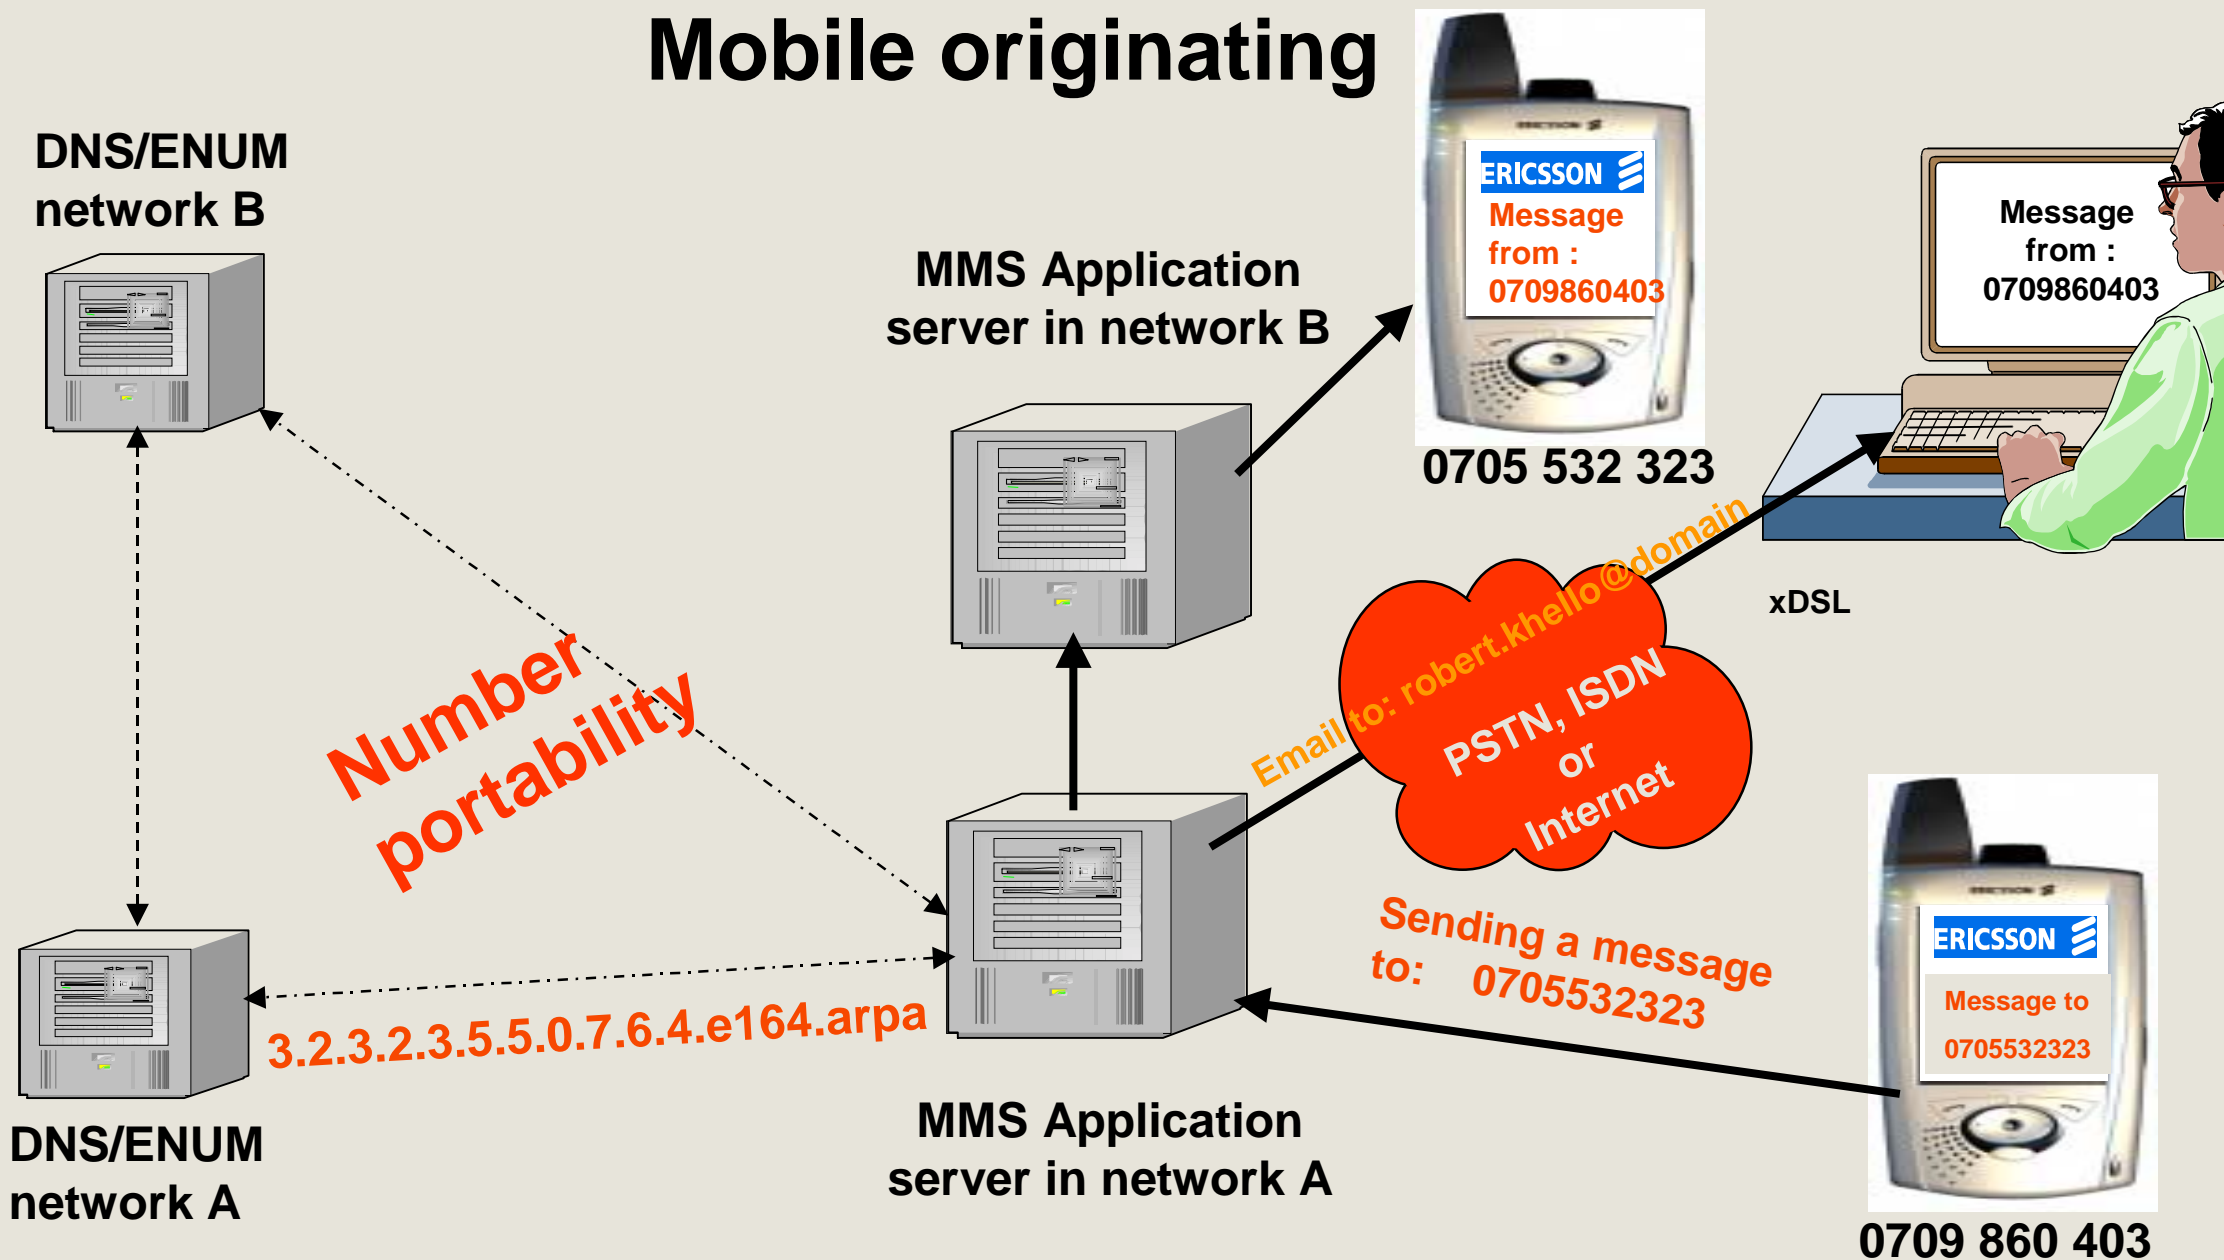 Mobile originating
DNS/ENUM
network B
MMS Application
server in network B
ERICSSON
Message
from :
0709860403
0705 532 323
Message
from :
0709860403
xDSL
Number
portability
Email to: robert.khello@domain
PSTN, ISDN
or
Internet
Sending a message
to: 0705532323
3.2.3.2.3.5.5.0.7.6.4.e164.arpa
ERICSSON
Message to
0705532323
0709 860 403
DNS/ENUM
network A
MMS Application
server in network A